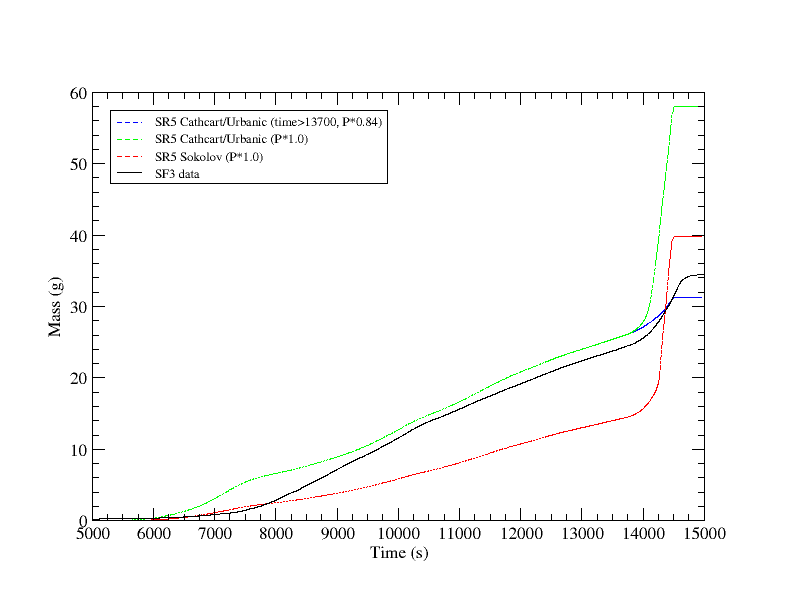 60
50
40
30
20
10
0
Mass (g)
SR5 Cathcart/Urbanic (time>13700, P*0.84)
SR5 Cathcart/Urbanic (P*1.0)
SR5 Sokolov (P*1.0)
SF3 data
5000 6000 7000 8000 9000 10000 11000 12000 13000 14000 15000
Time (s)